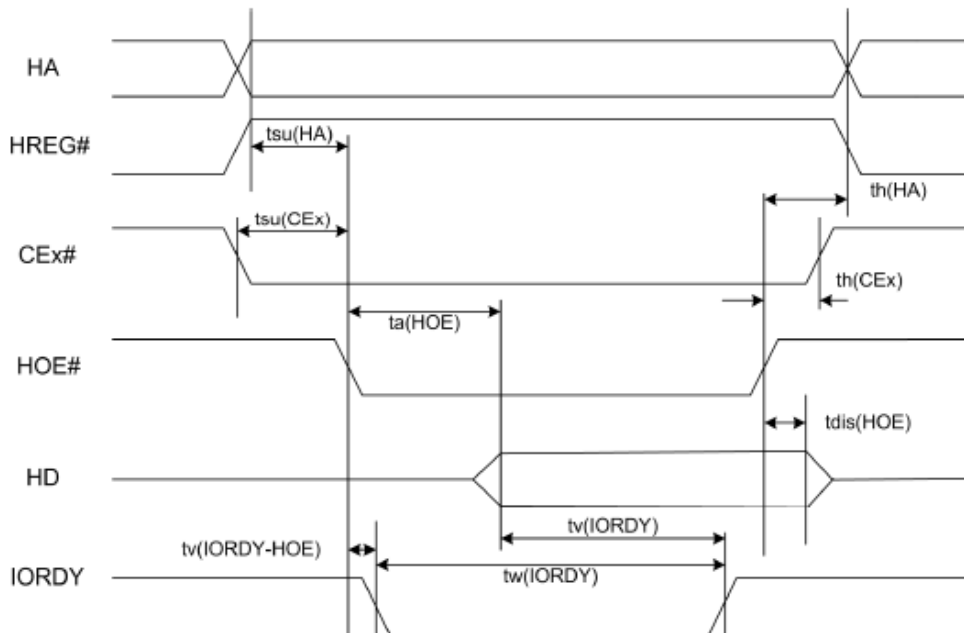 HA
HREG#
tsu(HA)
th(HA)
tsu(CEx)
CEx#
th(CEx)
ta(HOE)
HOE#
tdis(HOE)
HD
tv(IORDY)
tv(IORDY-HOE)
IORDY
tw(IORDY)